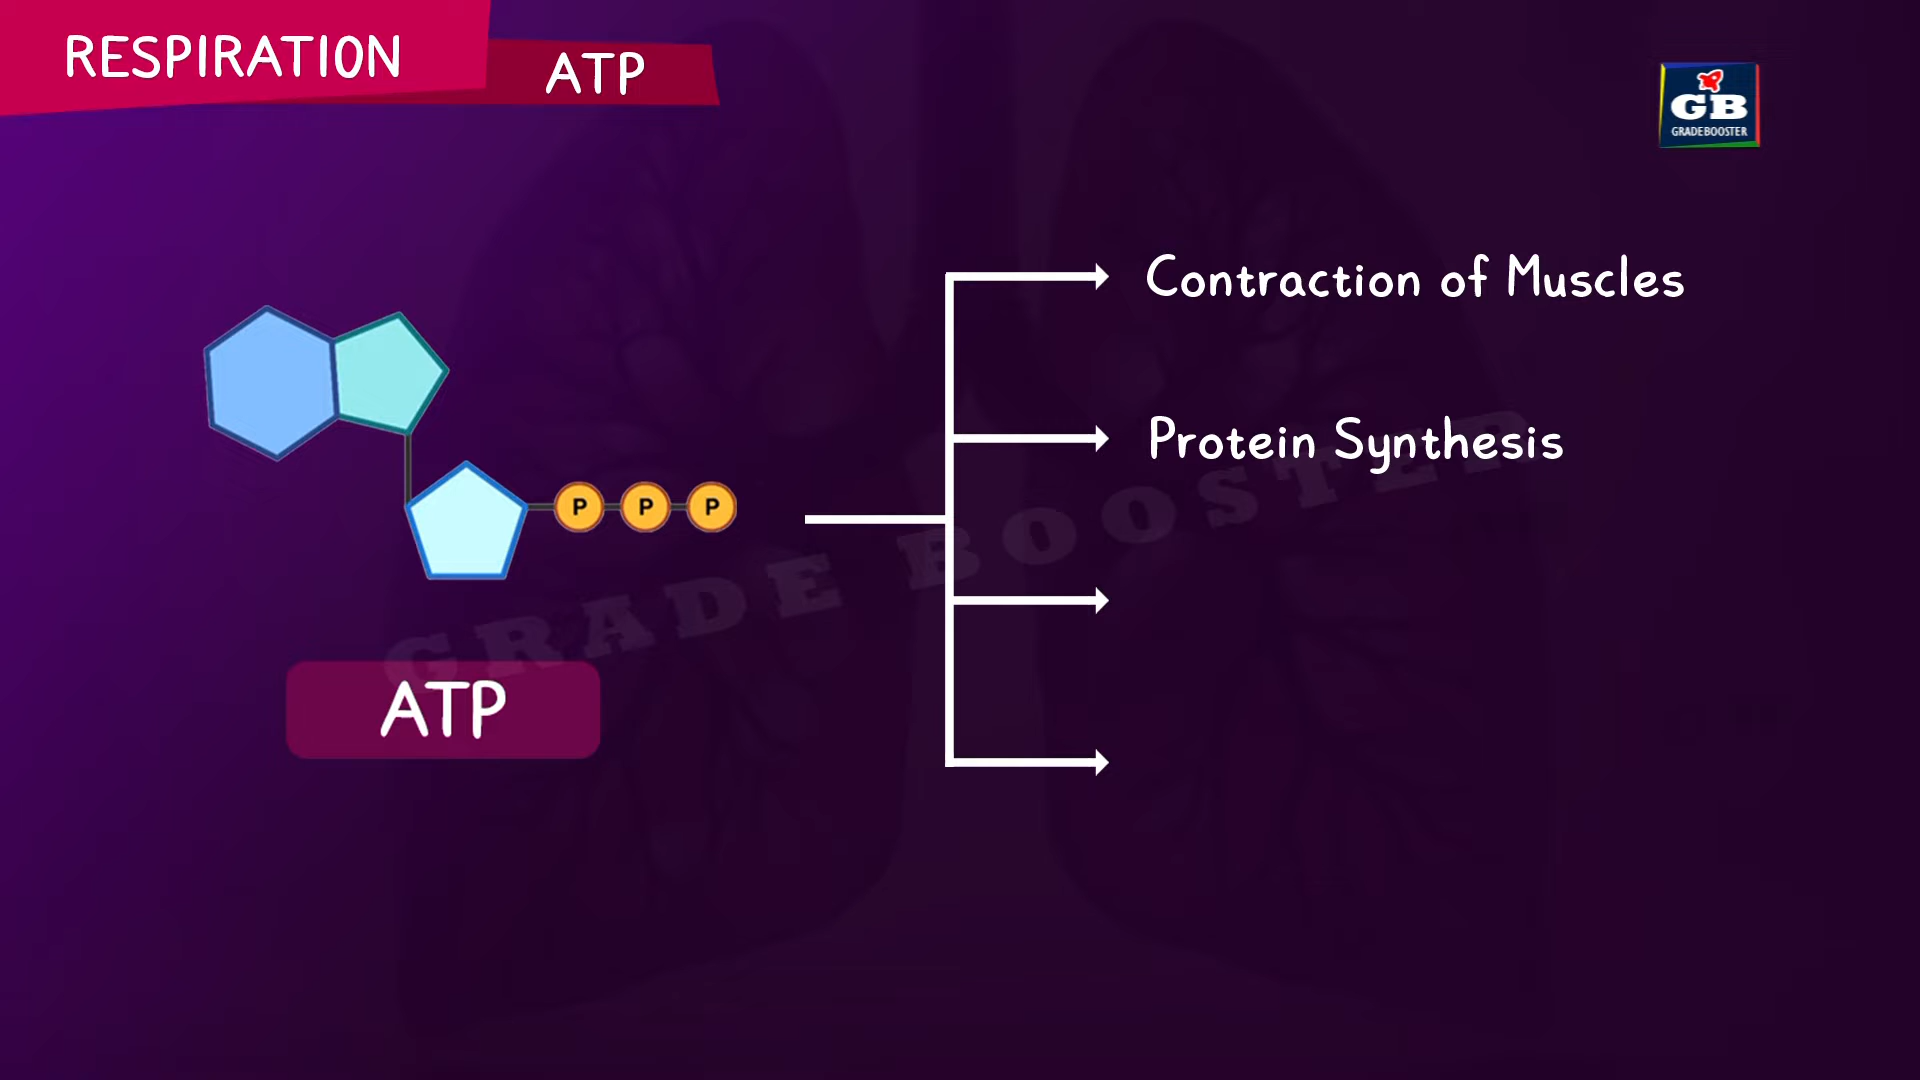 RESPIRATION
ATP
GB
GRADEBOOSTER
Contraction of Muscles
Protein Synthesis
P P P
GRADE BOOSTER
ATP